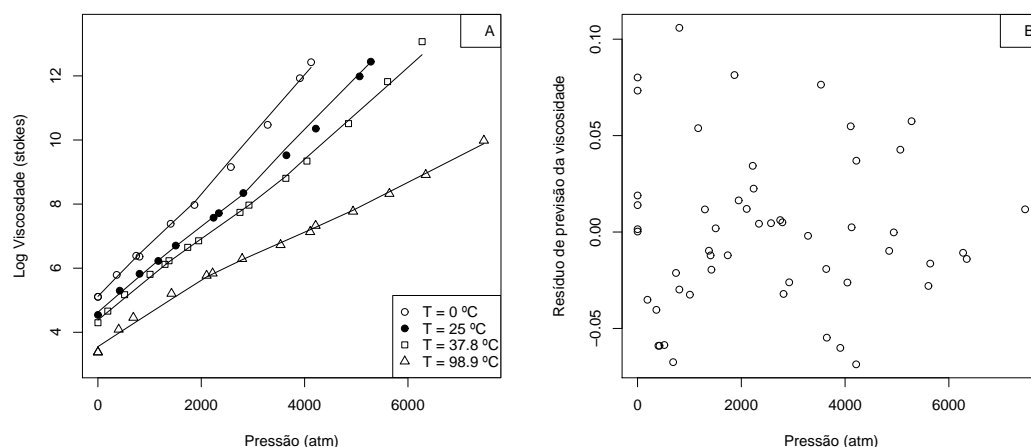 A
Log Viscosdade (stokes)
12
10
8
6
4
T = 0 ºC
T = 25 ºC
T = 37.8 ºC
T = 98.9 ºC
0 2000 4000 6000
Pressão (atm)
B
Resíduo de previsão da viscosidade
0.10
0.05
0.00
−0.05
0 2000 4000 6000
Pressão (atm)